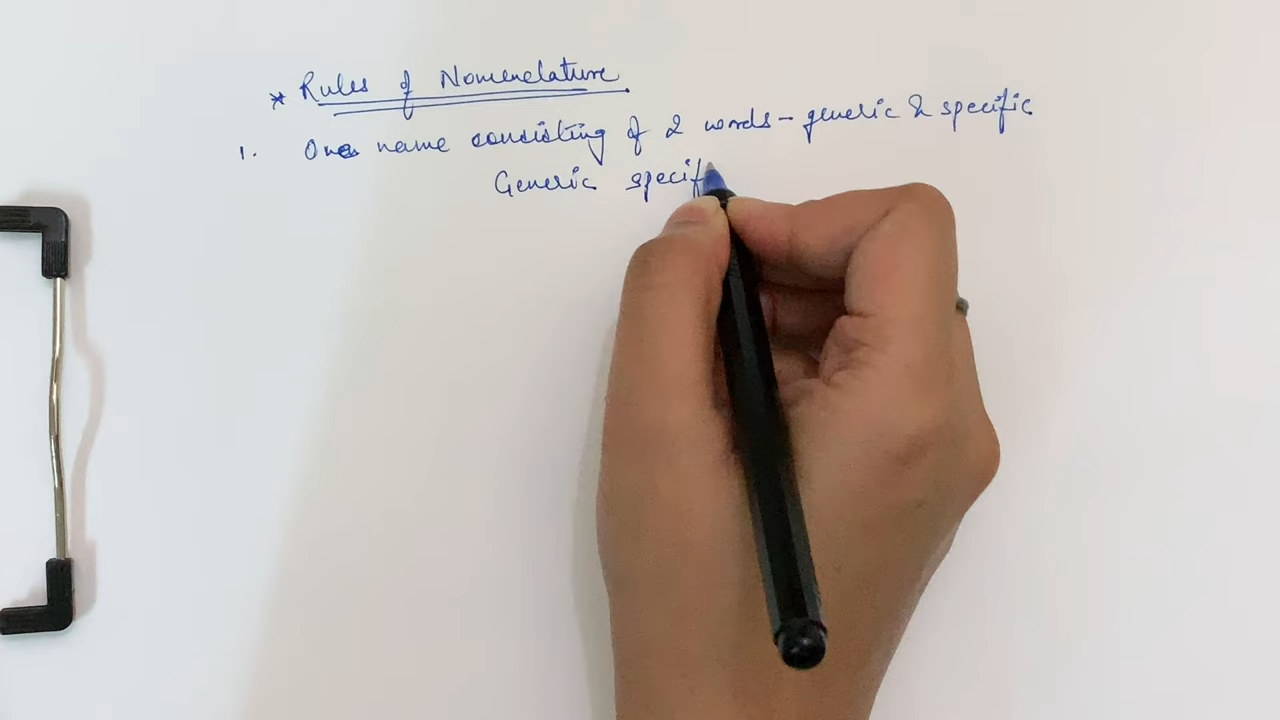 * Rules of Nomenclature
1. One name consisting of 2 words - generic & specific
Generic specif